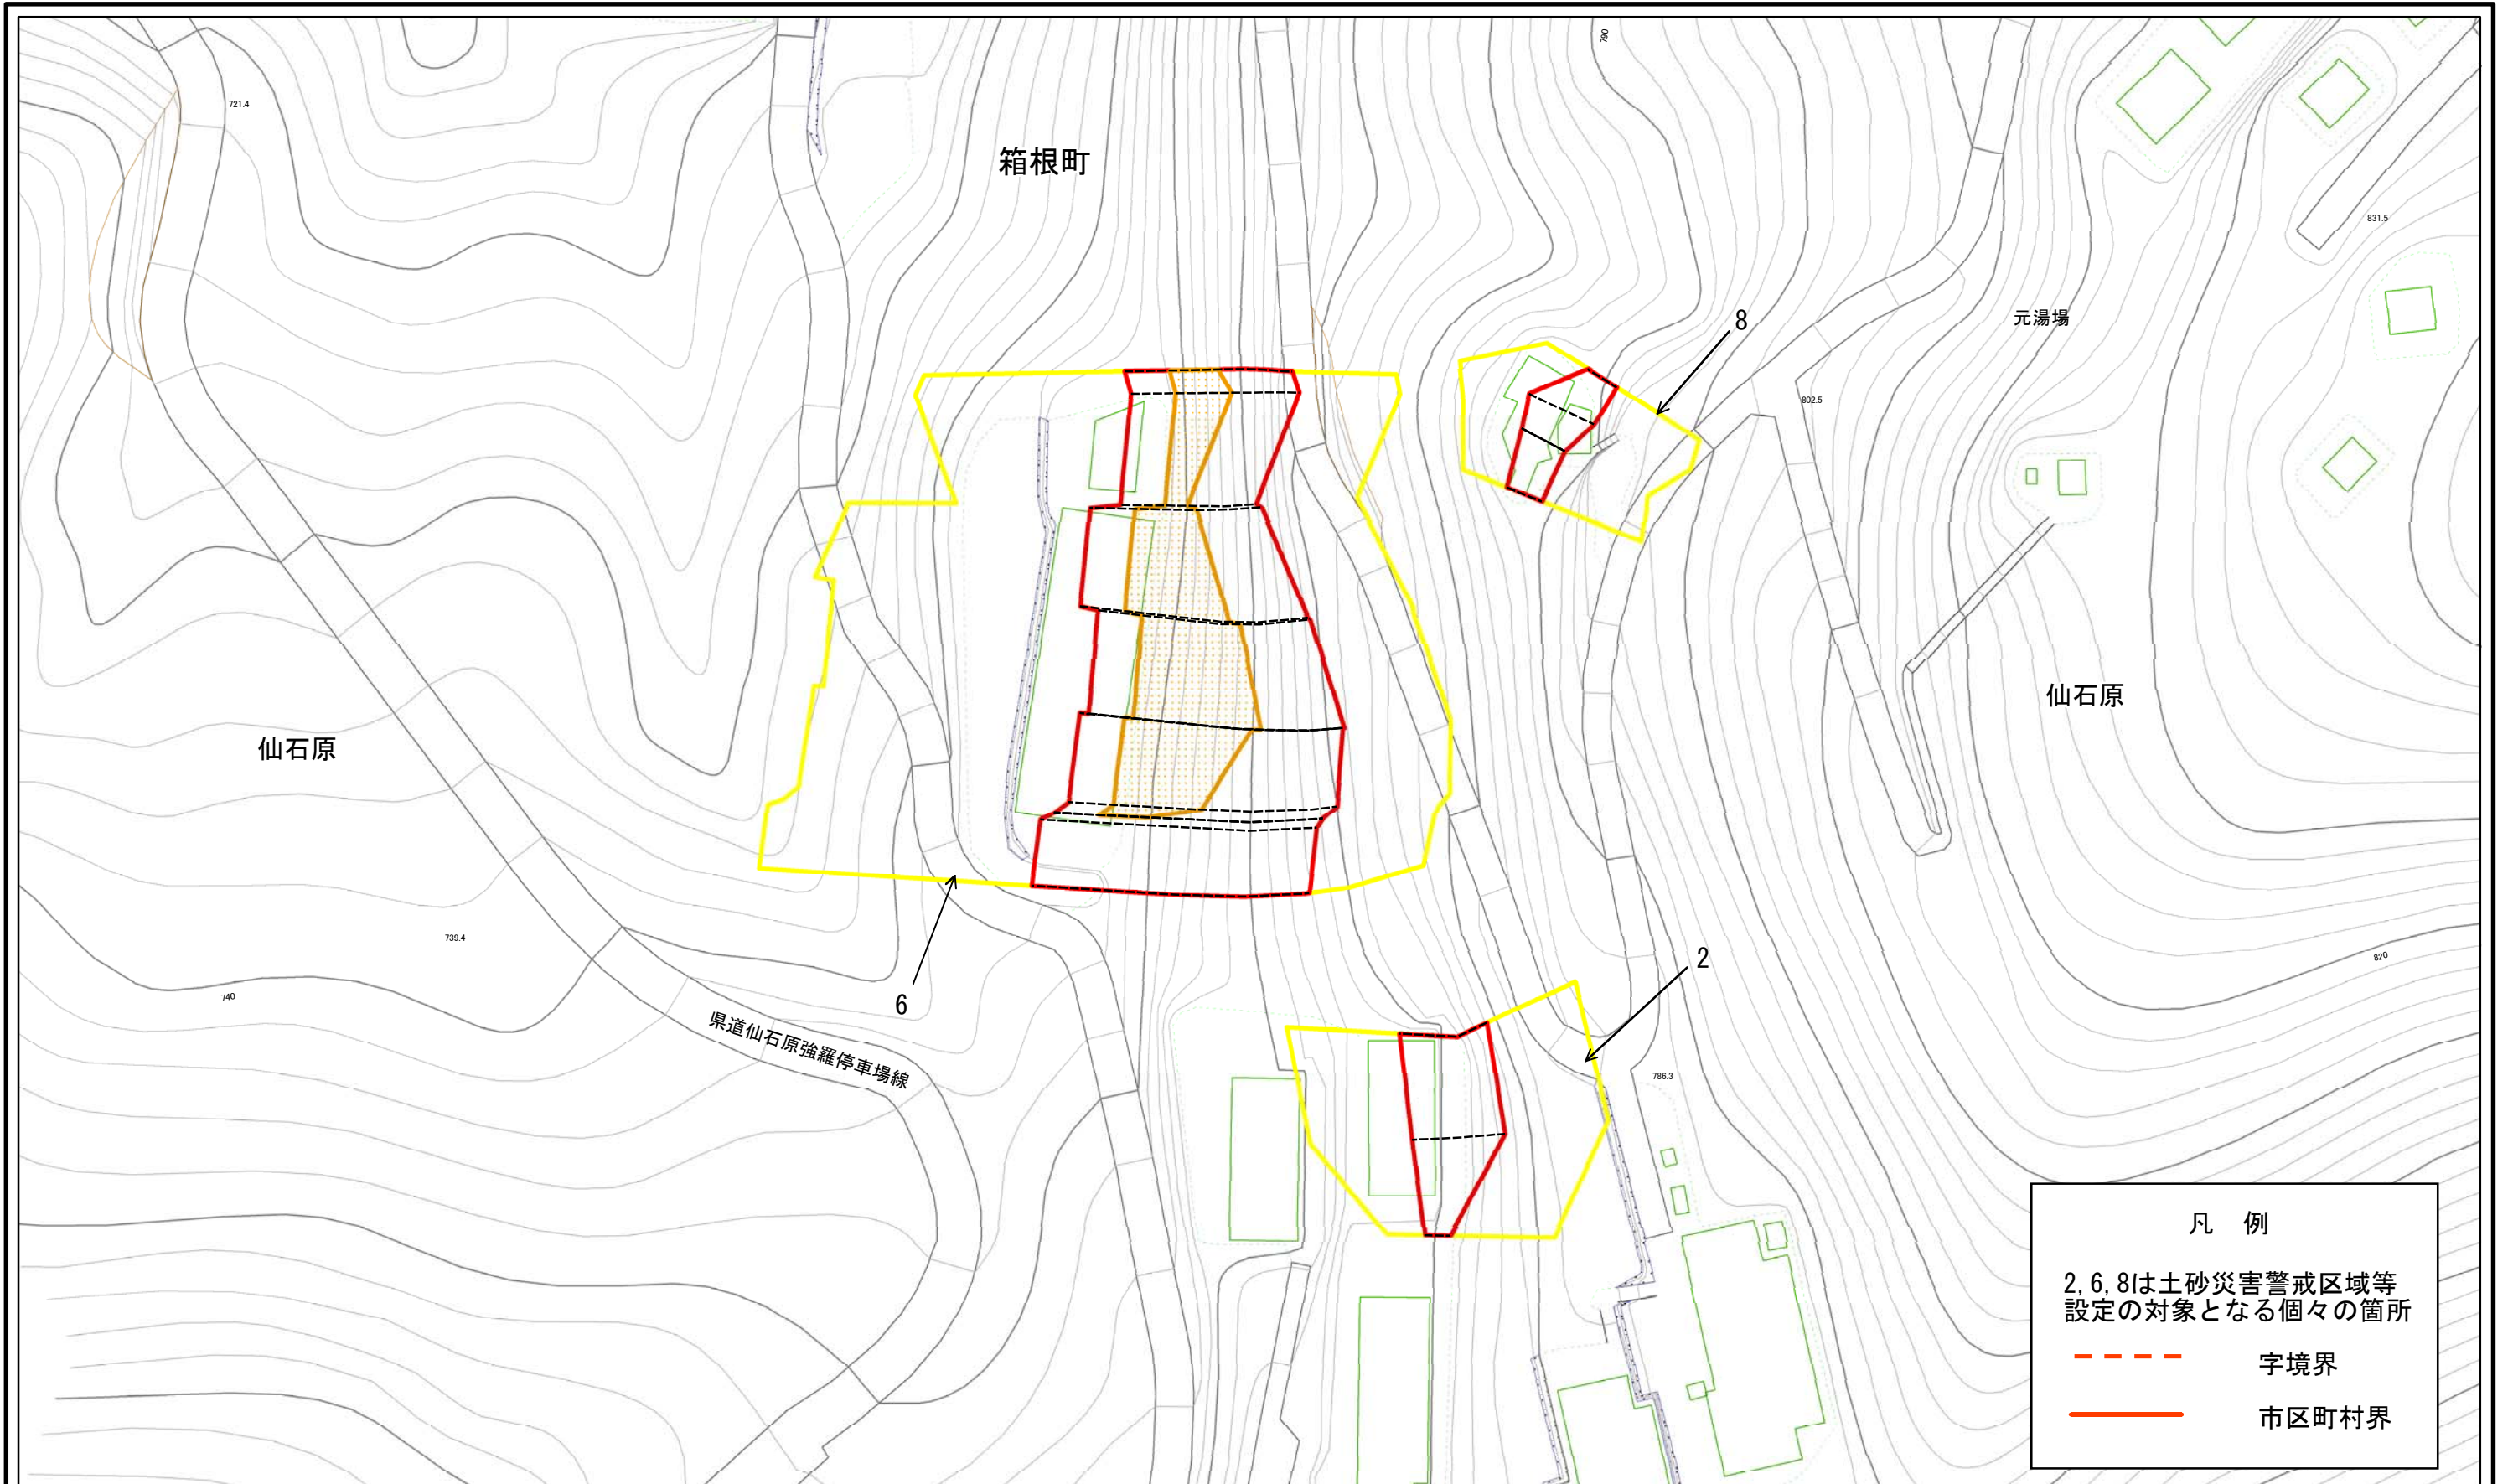 790
721.4
箱根町
831.5
元湯場
8
802.5
仙石原
仙石原
739.4
2
820
740
6
県道仙石原強羅停車場線
786.3
凡 例
2,6,8は土砂災害警戒区域等
設定の対象となる個々の箇所
字境界
市区町村界